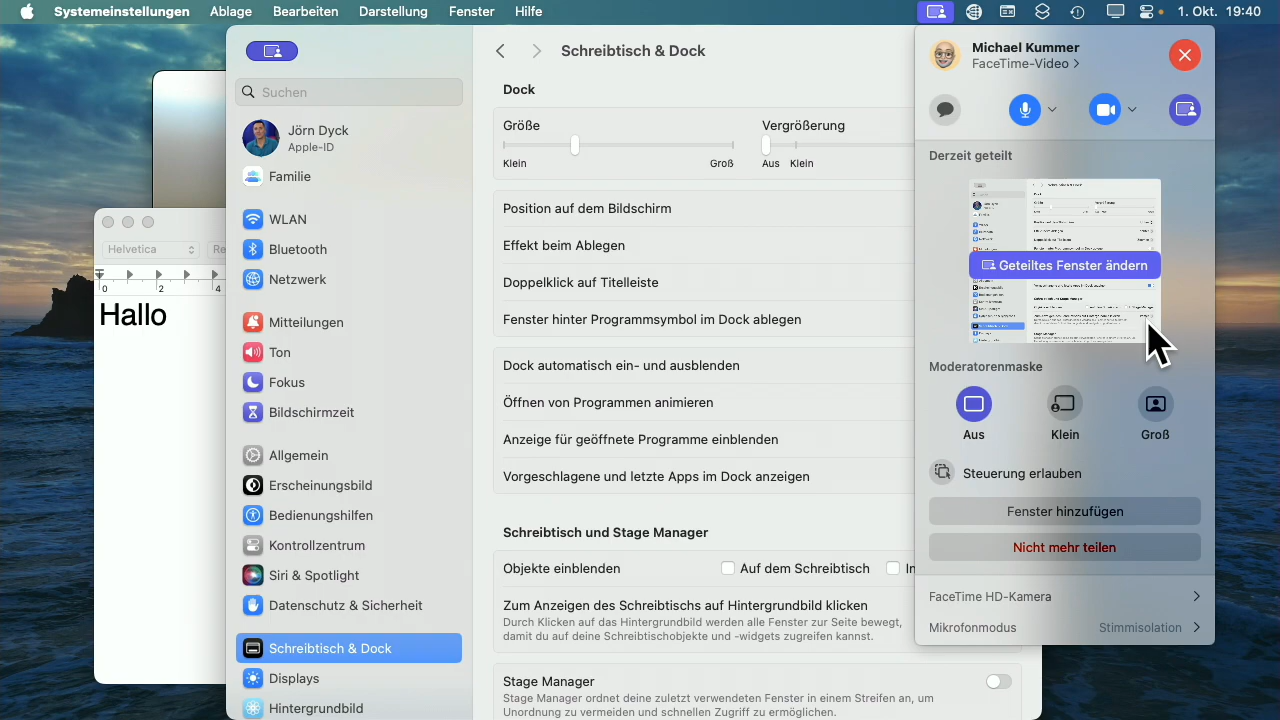 Systemeinstellungen Ablage Bearbeiten Darstellung Fenster Hilfe
1. Okt. 19:40
Helvetica
Re
0 2 4
Hallo
Suchen
Jörn Dyck
Apple-ID
Familie
WLAN
Bluetooth
Netzwerk
Mitteilungen
Ton
Fokus
Bildschirmzeit
Allgemein
Erscheinungsbild
Bedienungshilfen
Kontrollzentrum
Siri & Spotlight
Datenschutz & Sicherheit
Schreibtisch & Dock
Displays
Hintergrundbild
Schreibtisch & Dock
Dock
Größe
Vergrößerung
Klein Groß
Aus Klein
Position auf dem Bildschirm
Effekt beim Ablegen
Doppelklick auf Titelleiste
Fenster hinter Programmsymbol im Dock ablegen
Dock automatisch ein- und ausblenden
Öffnen von Programmen animieren
Anzeige für geöffnete Programme einblenden
Vorgeschlagene und letzte Apps im Dock anzeigen
Schreibtisch und Stage Manager
Objekte einblenden
Auf dem Schreibtisch
In
Zum Anzeigen des Schreibtischs auf Hintergrundbild klicken
Durch Klicken auf das Hintergrundbild werden alle Fenster zur Seite bewegt,
damit du auf deine Schreibtischobjekte und -widgets zugreifen kannst.
Stage Manager
Stage Manager ordnet deine zuletzt verwendeten Fenster in einem Streifen an, um
Unordnung zu vermeiden und schnellen Zugriff zu ermöglichen.
Michael Kummer
FaceTime-Video >
Derzeit geteilt
Geteiltes Fenster ändern
Moderatorenmaske
Aus Klein Groß
Steuerung erlauben
Fenster hinzufügen
Nicht mehr teilen
FaceTime HD-Kamera
Mikrofonmodus Stimmisolation